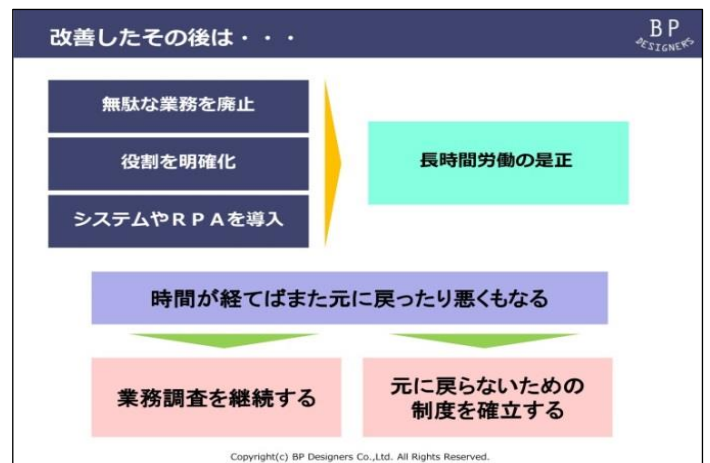 改善したその後は・・・
BP
DESIGNERS
無駄な業務を廃止
役割を明確化
システムやＲＰＡを導入
長時間労働の是正
時間が経てばまた元に戻ったり悪くもなる
業務調査を継続する
元に戻らないための
制度を確立する
Copyright(c) BP Designers Co.,Ltd. All Rights Reserved.